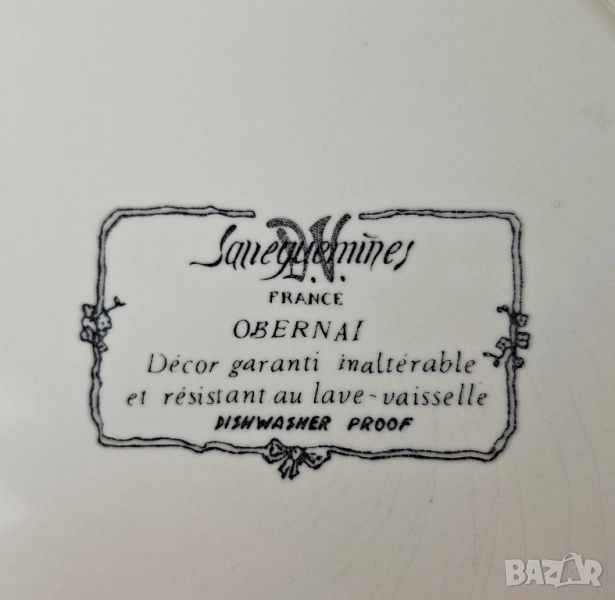 D.V.
Sarreguemines
FRANCE
OBERNAI
Décor garanti inaltérable
et résistant au lave-vaisselle
DISHWASHER PROOF
BAZAR